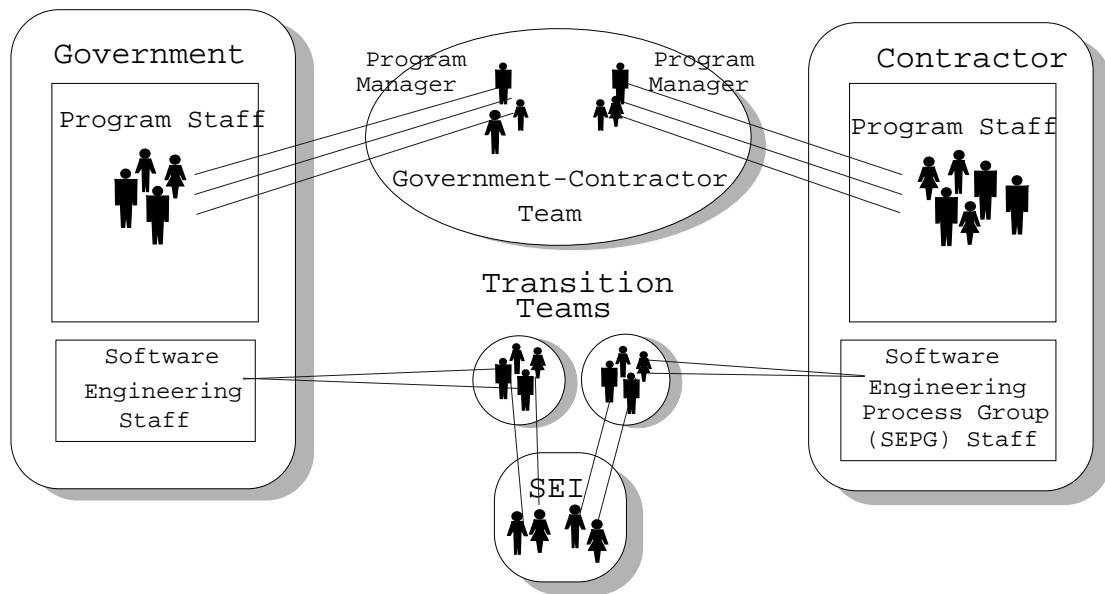 Government
Program Staff
Software
Engineering
Staff
Program
Manager
Program
Manager
Government-Contractor
Team
Transition
Teams
SEI
Contractor
Program Staff
Software
Engineering
Process Group
(SEPG) Staff